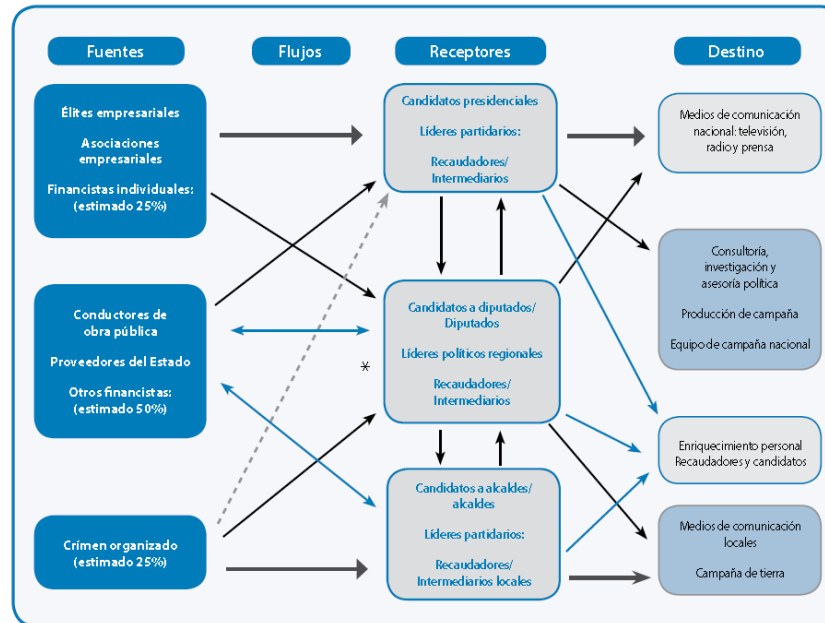 Fuentes
Flujos
Receptores
Destino
Élites empresariales
Asociaciones
empresariales
Financistas individuales:
(estimado 25%)
Conductores de
obra pública
Proveedores del Estado
Otros financistas:
(estimado 50%)
Crímen organizado
(estimado 25%)
*
Candidatos presidenciales
Líderes partidarios:
Recaudadores/
Intermediarios
Candidatos a diputados/
Diputados
Líderes políticos regionales
Recaudadores/
Intermediarios
Candidatos a alcaldes/
alcaldes
Líderes partidarios:
Recaudadores/
Intermediarios locales
Medios de comunicación
nacional: televisión,
radio y prensa
Consultoría,
investigación y
asesoría política
Producción de campaña
Equipo de campaña nacional
Enriquecimiento personal
Recaudadores y candidatos
Medios de comunicación
locales
Campaña de tierra